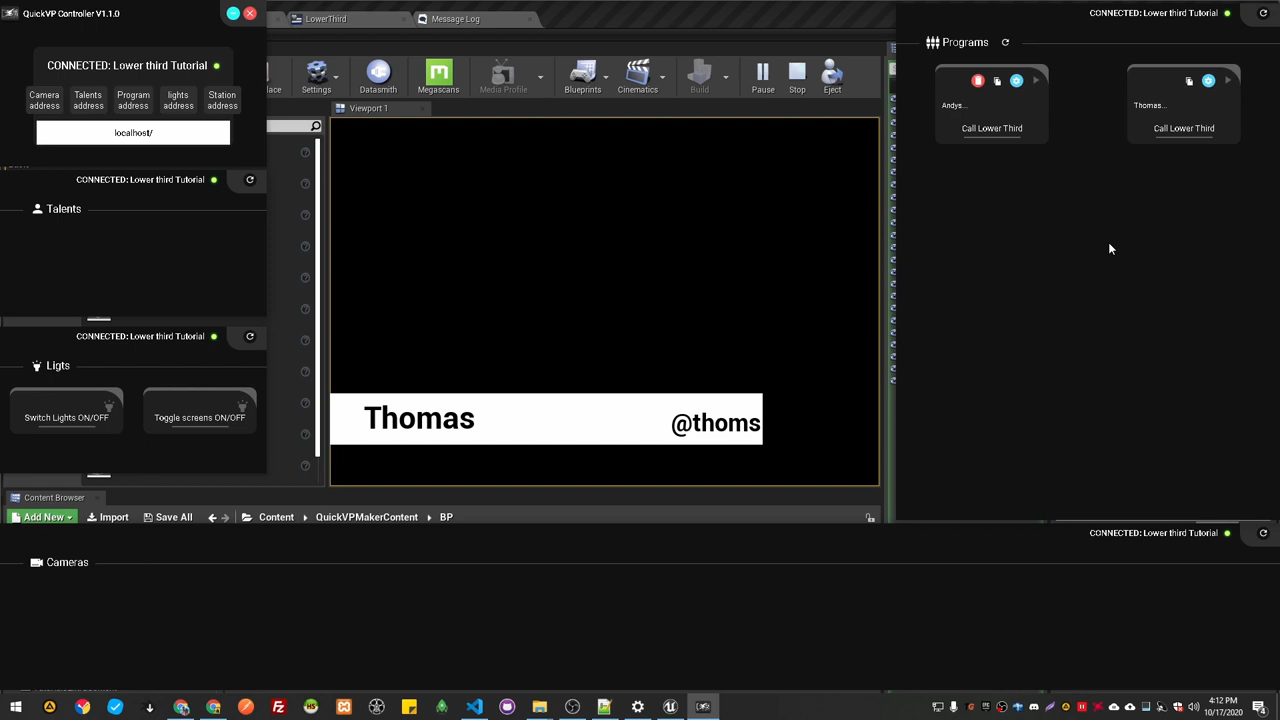 QuickVP Controller V1.1.0
LowerThird
Message Log
CONNECTED: Lower third Tutorial
Programs
CONNECTED: Lower third Tutorial
Camera address
Talents address
Program address
lights address
Station address
localhost/
Settings
Datasmith
Megascans
Media Profile
Blueprints
Cinematics
Build
Pause
Stop
Eject
Viewport 1
Andys...
Call Lower Third
Thomas...
Call Lower Third
CONNECTED: Lower third Tutorial
Talents
CONNECTED: Lower third Tutorial
Ligts
Switch Lights ON/OFF
Toggle screens ON/OFF
Thomas
@thoms
Content Browser
Add New
Import
Save All
Content
QuickVPMakerContent
BP
CONNECTED: Lower third Tutorial
Cameras
4:12 PM
10/17/2020